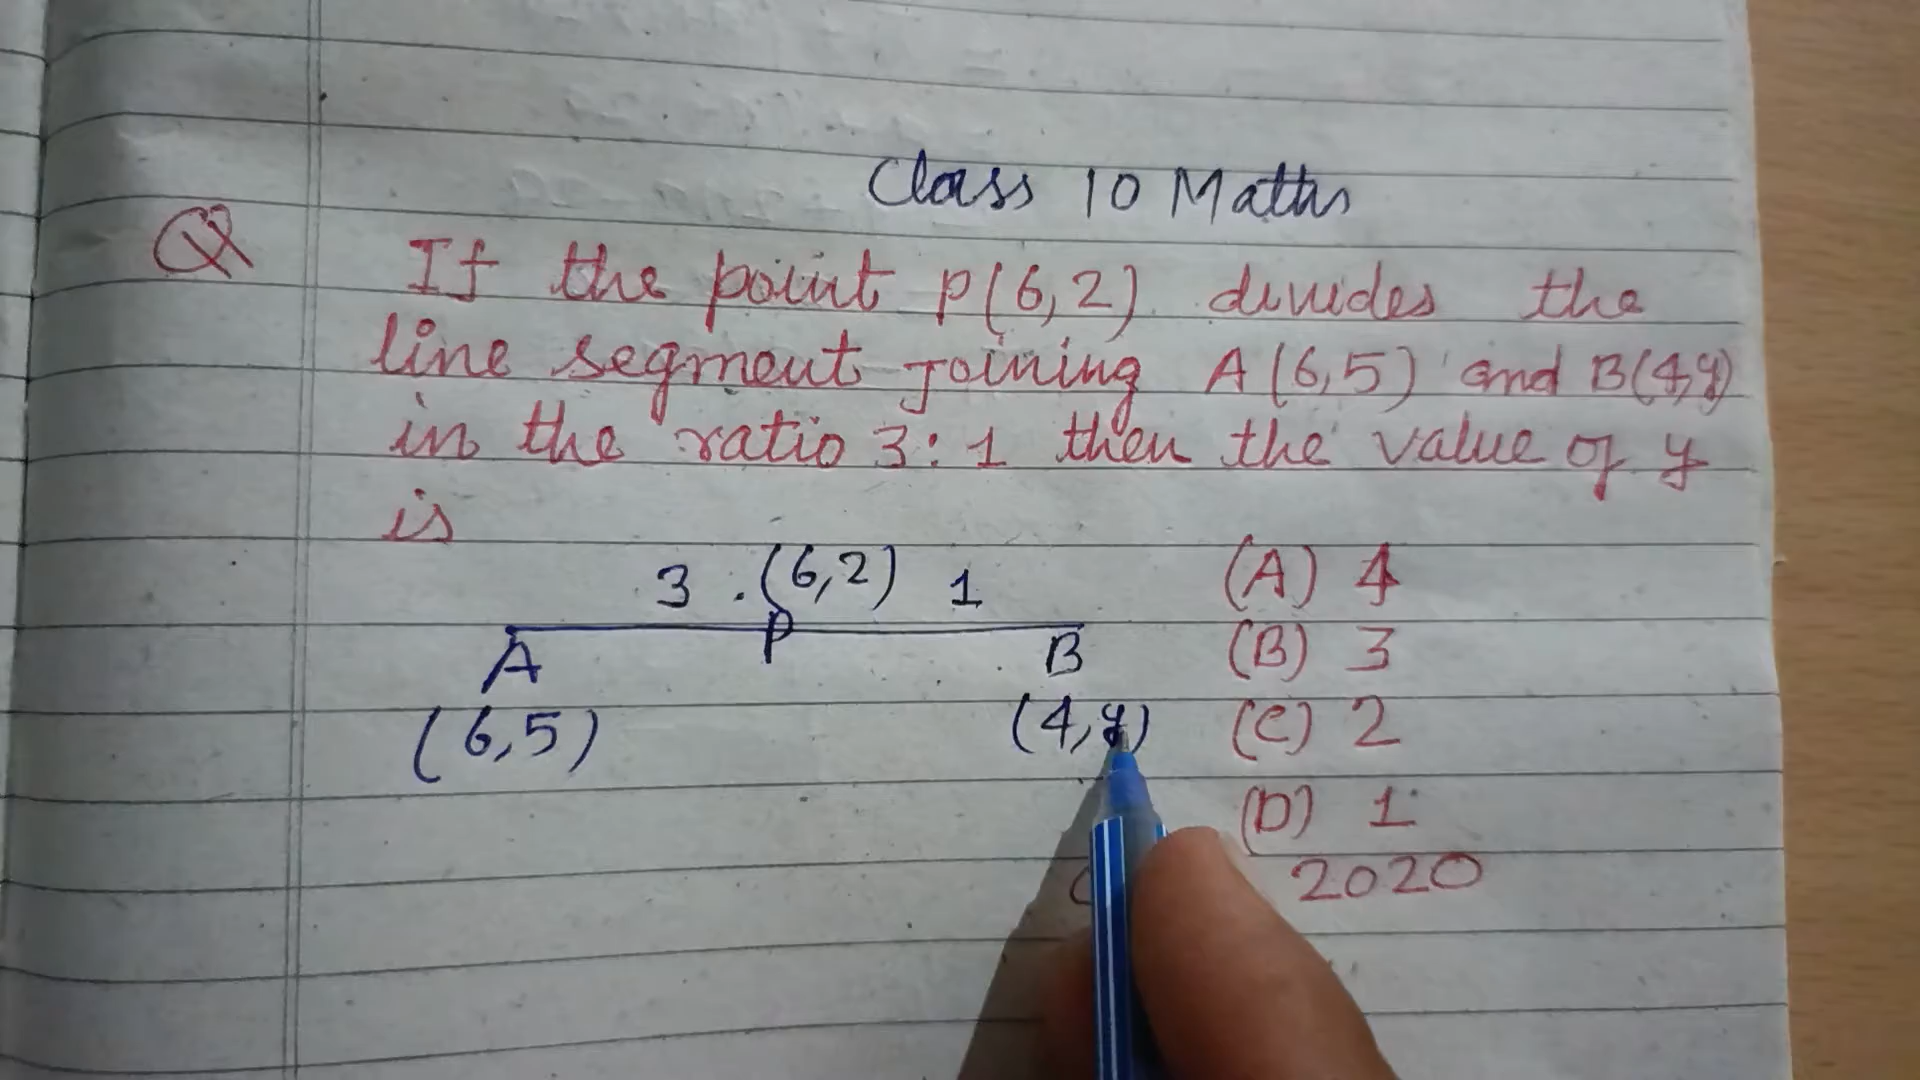 Class 10 Maths
Q If the point P(6,2) divides the
line segment joining A(6,5) and B(4,y)
in the ratio 3:1 then the value of y
is
3 (6,2) 1
P
A B
(6,5) (4,y)
(A) 4
(B) 3
(C) 2
(D) 1
2020